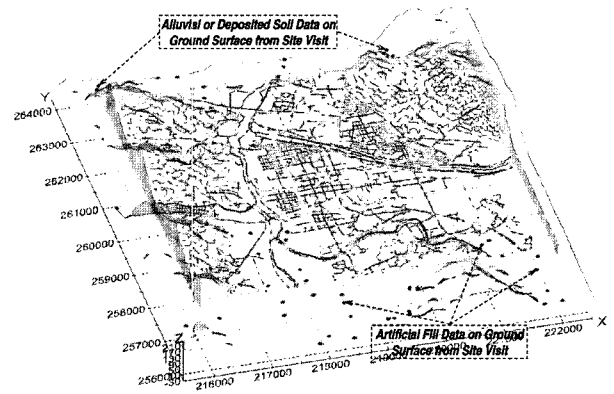 Alluvial or Deposited Soil Data on
Ground Surface from Site Visit
Y
264000
263000
262000
261000
260000
259000
258000
257000
256000
Z
-50
216000
217000
218000
222000
X
Artificial Fill Data on Ground
Surface from Site Visit